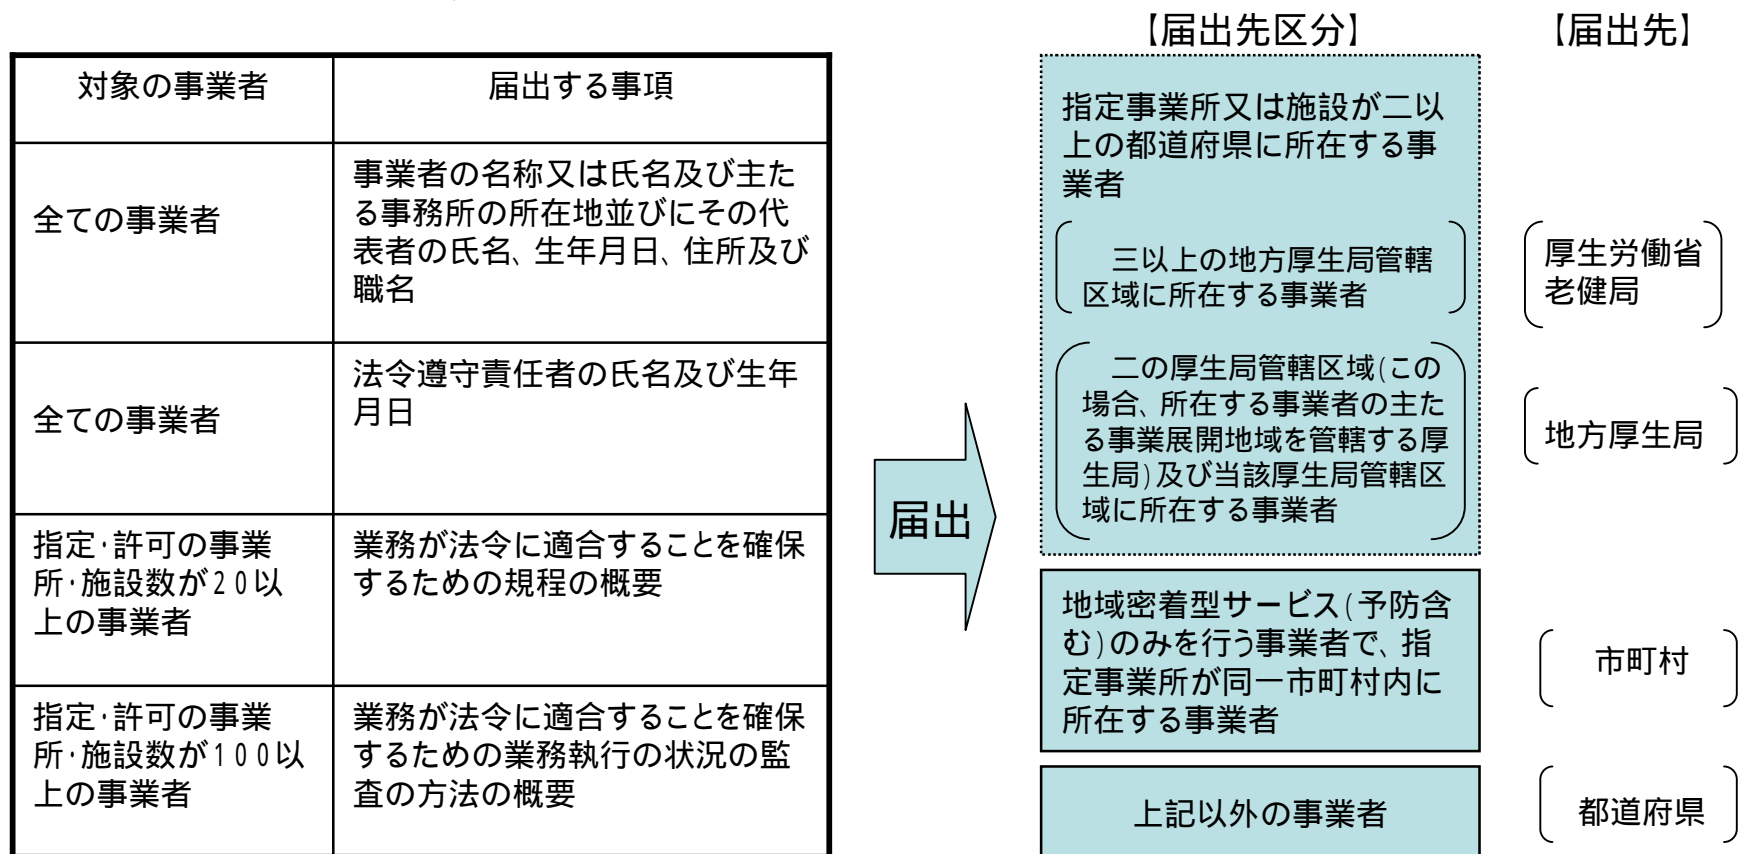 対象の事業者
届出する事項
全ての事業者
事業者の名称又は氏名及び主た
る事務所の所在地並びにその代
表者の氏名、生年月日、住所及び
職名
全ての事業者
法令遵守責任者の氏名及び生年
月日
指定・許可の事業
所・施設数が20以
上の事業者
業務が法令に適合することを確保
するための規程の概要
指定・許可の事業
所・施設数が100以
上の事業者
業務が法令に適合することを確保
するための業務執行の状況の監
査の方法の概要
届出
【届出先区分】
指定事業所又は施設が二以
上の都道府県に所在する事
業者
三以上の地方厚生局管轄
区域に所在する事業者
二の厚生局管轄区域(この
場合、所在する事業者の主た
る事業展開地域を管轄する厚
生局)及び当該厚生局管轄区
域に所在する事業者
地域密着型サービス(予防含
む)のみを行う事業者で、指
定事業所が同一市町村内に
所在する事業者
上記以外の事業者
【届出先】
厚生労働省
老健局
地方厚生局
市町村
都道府県